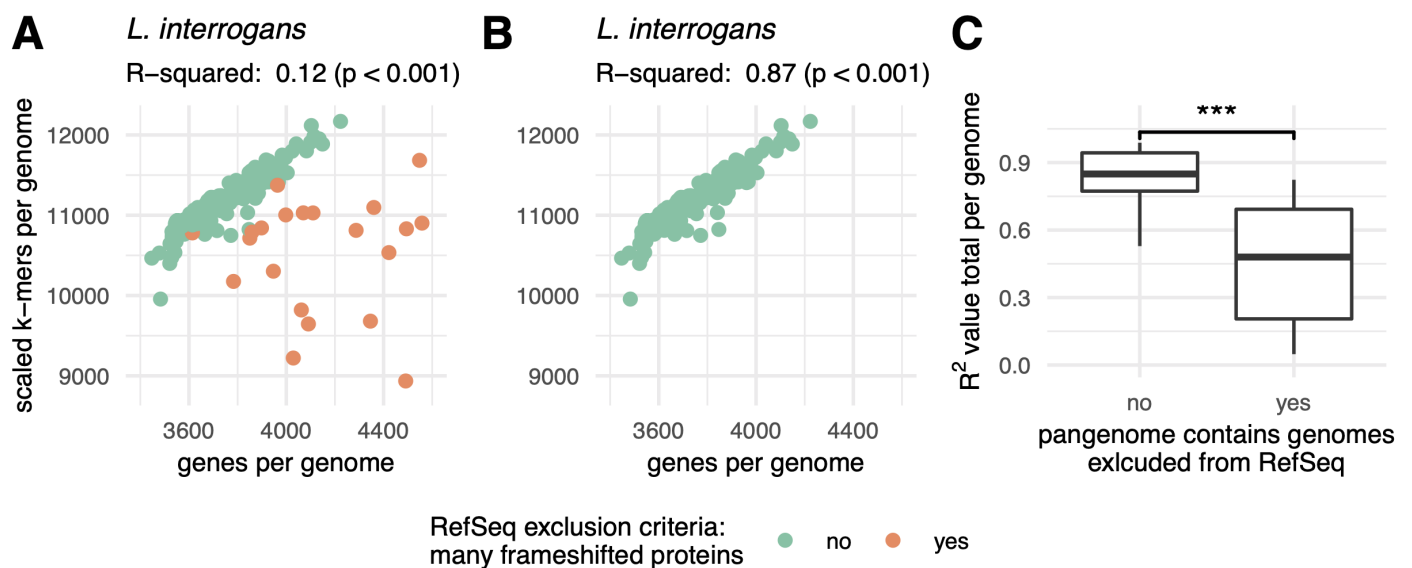 A
L. interrogans
R−squared: 0.12 (p < 0.001)
scaled k−mers per genome
12000
11000
10000
9000
3600 4000 4400
genes per genome
B
L. interrogans
R−squared: 0.87 (p < 0.001)
12000
11000
10000
9000
3600 4000 4400
genes per genome
C
***
R² value total per genome
0.9
0.6
0.3
0.0
no yes
pangenome contains genomes
exlcuded from RefSeq
RefSeq exclusion criteria:
many frameshifted proteins
no yes